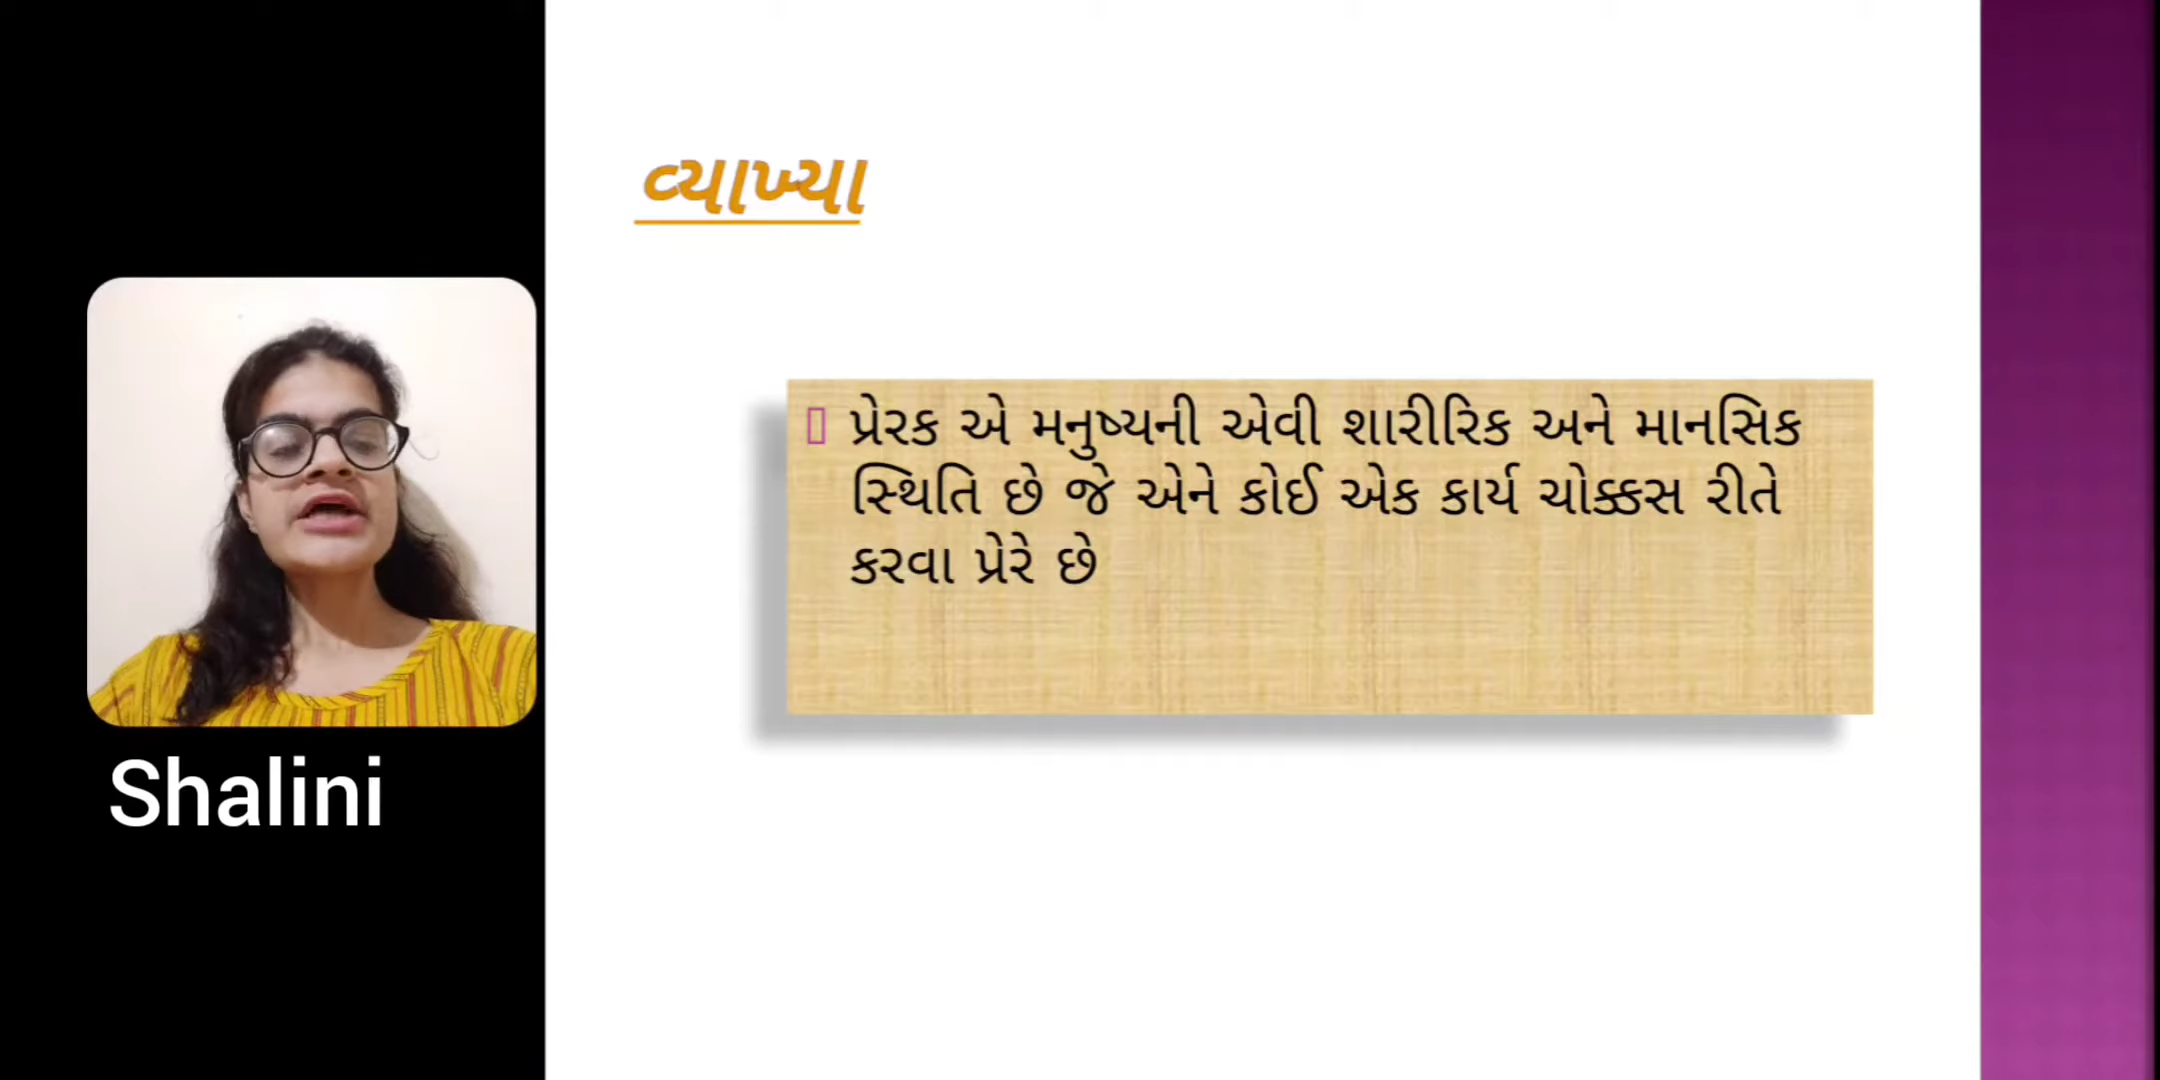 વ્યાખ્યા
પ્રેરક એ મનુષ્યની એવી શારીરિક અને માનસિક
સ્થિતિ છે જે એને કોઈ એક કાર્ય ચોક્કસ રીતે
કરવા પ્રેરે છે
Shalini